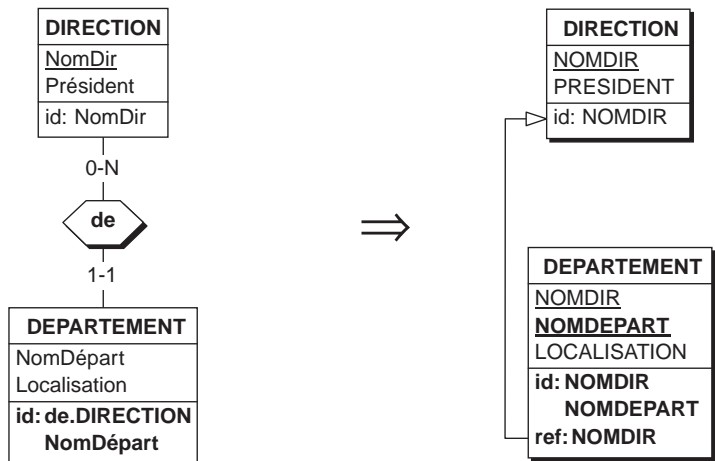 DIRECTION
NomDir
Président
id: NomDir
0-N
de
1-1
DEPARTEMENT
NomDépart
Localisation
id: de.DIRECTION
NomDépart
⇒
DIRECTION
NOMDIR
PRESIDENT
id: NOMDIR
DEPARTEMENT
NOMDIR
NOMDEPART
LOCALISATION
id: NOMDIR
NOMDEPART
ref: NOMDIR